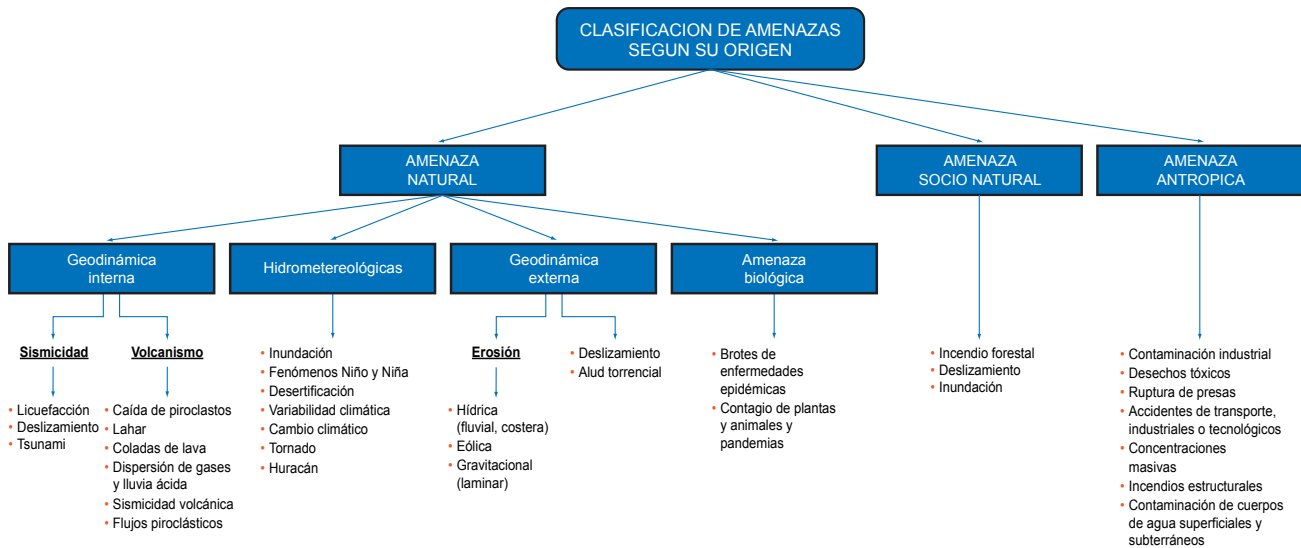 CLASIFICACION DE AMENAZAS
SEGUN SU ORIGEN
AMENAZA
NATURAL
AMENAZA
SOCIO NATURAL
AMENAZA
ANTROPICA
Geodinámica
interna
Hidrometereológicas
Geodinámica
externa
Amenaza
biológica
Sismicidad
• Licuefacción
• Deslizamiento
• Tsunami
Volcanismo
• Caída de piroclastos
• Lahar
• Coladas de lava
• Dispersión de gases
y lluvia ácida
• Sismicidad volcánica
• Flujos piroclásticos
• Inundación
• Fenómenos Niño y Niña
• Desertificación
• Variabilidad climática
• Cambio climático
• Tornado
• Huracán
Erosión
• Hídrica
(fluvial, costera)
• Eólica
• Gravitacional
(laminar)
• Deslizamiento
• Alud torrencial
• Brotes de
enfermedades
epidémicas
• Contagio de plantas
y animales y
pandemias
• Incendio forestal
• Deslizamiento
• Inundación
• Contaminación industrial
• Desechos tóxicos
• Ruptura de presas
• Accidentes de transporte,
industriales o tecnológicos
• Concentraciones
masivas
• Incendios estructurales
• Contaminación de cuerpos
de agua superficiales y
subterráneos